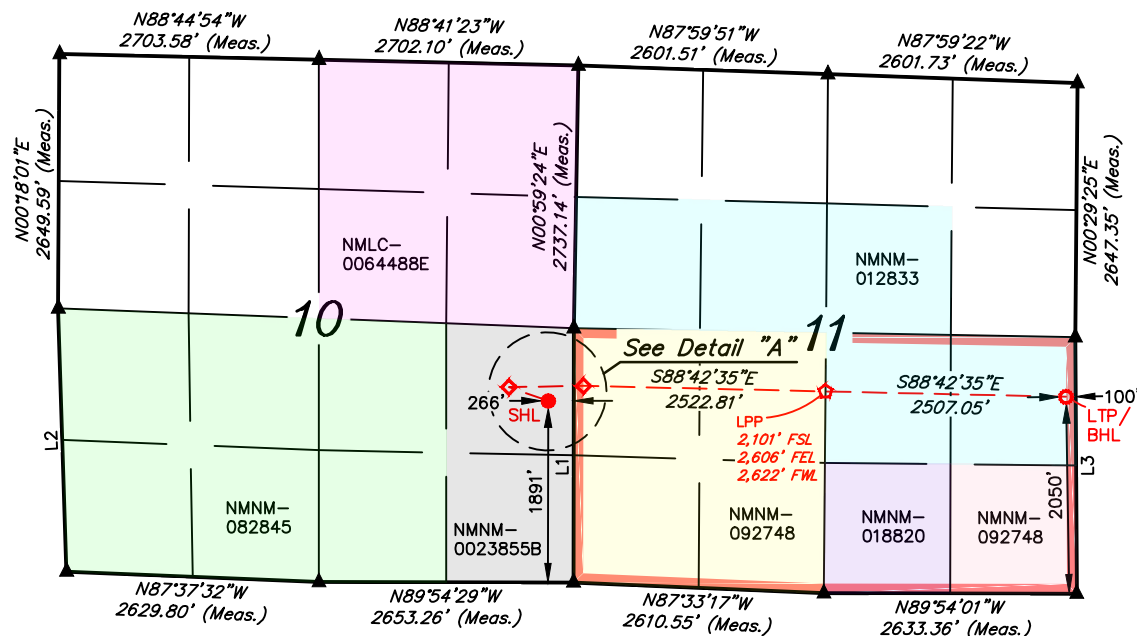 N88°44'54"W
2703.58' (Meas.)
N88°41'23"W
2702.10' (Meas.)
N87°59'51"W
2601.51' (Meas.)
N87°59'22"W
2601.73' (Meas.)
N00°18'01"E
2649.59' (Meas.)
N00°59'24"E
2737.14' (Meas.)
N00°29'25"E
2647.35' (Meas.)
NMLC-
0064488E
NMNM-
012833
10
11
See Detail "A"
S88°42'35"E
2522.81'
S88°42'35"E
2507.05'
266'
SHL
100'
LTP/
BHL
LPP
2,101' FSL
2,606' FEL
2,622' FWL
L2
L1
L3
1891'
2050'
NMNM-
082845
NMNM-
0023855B
NMNM-
092748
NMNM-
018820
NMNM-
092748
N87°37'32"W
2629.80' (Meas.)
N89°54'29"W
2653.26' (Meas.)
N87°33'17"W
2610.55' (Meas.)
N89°54'01"W
2633.36' (Meas.)